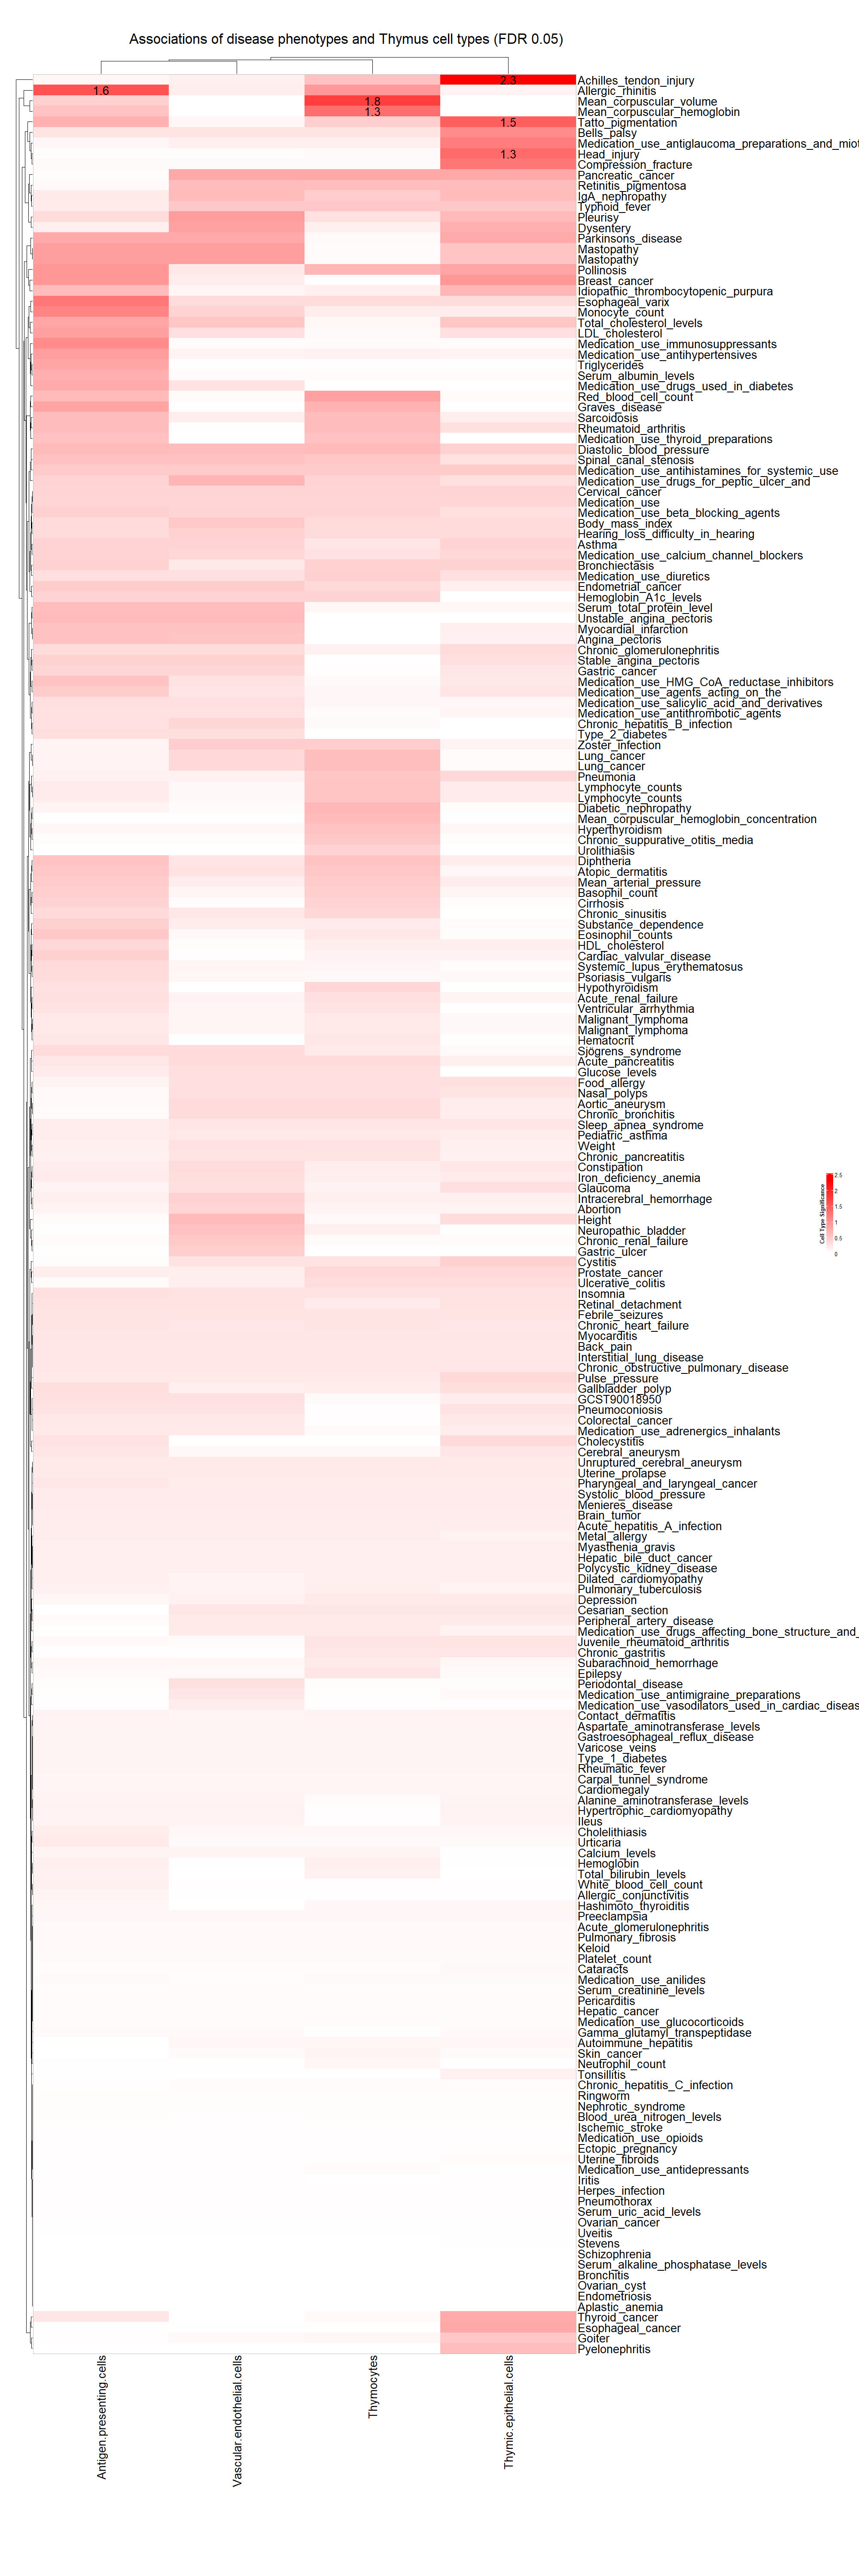 Associations of disease phenotypes and Thymus cell types (FDR 0.05)
2.3 Achilles_tendon_injury
1.6 Allergic_rhinitis
1.8 Mean_corpuscular_volume
1.3 Mean_corpuscular_hemoglobin
1.5 Tatto_pigmentation
Bells_palsy
Medication_use_antiglaucoma_preparations_and_miot
1.3 Head_injury
Compression_fracture
Pancreatic_cancer
Retinitis_pigmentosa
IgA_nephropathy
Typhoid_fever
Pleurisy
Dysentery
Parkinsons_disease
Mastopathy
Mastopathy
Pollinosis
Breast_cancer
Idiopathic_thrombocytopenic_purpura
Esophageal_varix
Monocyte_count
Total_cholesterol_levels
LDL_cholesterol
Medication_use_immunosuppressants
Medication_use_antihypertensives
Triglycerides
Serum_albumin_levels
Medication_use_drugs_used_in_diabetes
Red_blood_cell_count
Graves_disease
Sarcoidosis
Rheumatoid_arthritis
Medication_use_thyroid_preparations
Diastolic_blood_pressure
Spinal_canal_stenosis
Medication_use_antihistamines_for_systemic_use
Medication_use_drugs_for_peptic_ulcer_and
Cervical_cancer
Medication_use
Medication_use_beta_blocking_agents
Body_mass_index
Hearing_loss_difficulty_in_hearing
Asthma
Medication_use_calcium_channel_blockers
Bronchiectasis
Medication_use_diuretics
Endometrial_cancer
Hemoglobin_A1c_levels
Serum_total_protein_level
Unstable_angina_pectoris
Myocardial_infarction
Angina_pectoris
Chronic_glomerulonephritis
Stable_angina_pectoris
Gastric_cancer
Medication_use_HMG_CoA_reductase_inhibitors
Medication_use_agents_acting_on_the
Medication_use_salicylic_acid_and_derivatives
Medication_use_antithrombotic_agents
Chronic_hepatitis_B_infection
Type_2_diabetes
Zoster_infection
Lung_cancer
Lung_cancer
Pneumonia
Lymphocyte_counts
Lymphocyte_counts
Diabetic_nephropathy
Mean_corpuscular_hemoglobin_concentration
Hyperthyroidism
Chronic_suppurative_otitis_media
Urolithiasis
Diphtheria
Atopic_dermatitis
Mean_arterial_pressure
Basophil_count
Cirrhosis
Chronic_sinusitis
Substance_dependence
Eosinophil_counts
HDL_cholesterol
Cardiac_valvular_disease
Systemic_lupus_erythematosus
Psoriasis_vulgaris
Hypothyroidism
Acute_renal_failure
Ventricular_arrhythmia
Malignant_lymphoma
Malignant_lymphoma
Hematocrit
Sjögrens_syndrome
Acute_pancreatitis
Glucose_levels
Food_allergy
Nasal_polyps
Aortic_aneurysm
Chronic_bronchitis
Sleep_apnea_syndrome
Pediatric_asthma
Weight
Chronic_pancreatitis
Constipation
Iron_deficiency_anemia
Glaucoma
Intracerebral_hemorrhage
Abortion
Height
Neuropathic_bladder
Chronic_renal_failure
Gastric_ulcer
Cystitis
Prostate_cancer
Ulcerative_colitis
Insomnia
Retinal_detachment
Febrile_seizures
Chronic_heart_failure
Myocarditis
Back_pain
Interstitial_lung_disease
Chronic_obstructive_pulmonary_disease
Pulse_pressure
Gallbladder_polyp
GCST90018950
Pneumoconiosis
Colorectal_cancer
Medication_use_adrenergics_inhalants
Cholecystitis
Cerebral_aneurysm
Unruptured_cerebral_aneurysm
Uterine_prolapse
Pharyngeal_and_laryngeal_cancer
Systolic_blood_pressure
Menieres_disease
Brain_tumor
Acute_hepatitis_A_infection
Metal_allergy
Myasthenia_gravis
Hepatic_bile_duct_cancer
Polycystic_kidney_disease
Dilated_cardiomyopathy
Pulmonary_tuberculosis
Depression
Cesarian_section
Peripheral_artery_disease
Medication_use_drugs_affecting_bone_structure_and_
Juvenile_rheumatoid_arthritis
Chronic_gastritis
Subarachnoid_hemorrhage
Epilepsy
Periodontal_disease
Medication_use_antimigraine_preparations
Medication_use_vasodilators_used_in_cardiac_diseas
Contact_dermatitis
Aspartate_aminotransferase_levels
Gastroesophageal_reflux_disease
Varicose_veins
Type_1_diabetes
Rheumatic_fever
Carpal_tunnel_syndrome
Cardiomegaly
Alanine_aminotransferase_levels
Hypertrophic_cardiomyopathy
Ileus
Cholelithiasis
Urticaria
Calcium_levels
Hemoglobin
Total_bilirubin_levels
White_blood_cell_count
Allergic_conjunctivitis
Hashimoto_thyroiditis
Preeclampsia
Acute_glomerulonephritis
Pulmonary_fibrosis
Keloid
Platelet_count
Cataracts
Medication_use_anilides
Serum_creatinine_levels
Pericarditis
Hepatic_cancer
Medication_use_glucocorticoids
Gamma_glutamyl_transpeptidase
Autoimmune_hepatitis
Skin_cancer
Neutrophil_count
Tonsillitis
Chronic_hepatitis_C_infection
Ringworm
Nephrotic_syndrome
Blood_urea_nitrogen_levels
Ischemic_stroke
Medication_use_opioids
Ectopic_pregnancy
Uterine_fibroids
Medication_use_antidepressants
Iritis
Herpes_infection
Pneumothorax
Serum_uric_acid_levels
Ovarian_cancer
Uveitis
Stevens
Schizophrenia
Serum_alkaline_phosphatase_levels
Bronchitis
Ovarian_cyst
Endometriosis
Aplastic_anemia
Thyroid_cancer
Esophageal_cancer
Goiter
Pyelonephritis
Antigen.presenting.cells
Vascular.endothelial.cells
Thymocytes
Thymic.epithelial.cells
Cell Type Significance
2.5
2
1.5
1
0.5
0